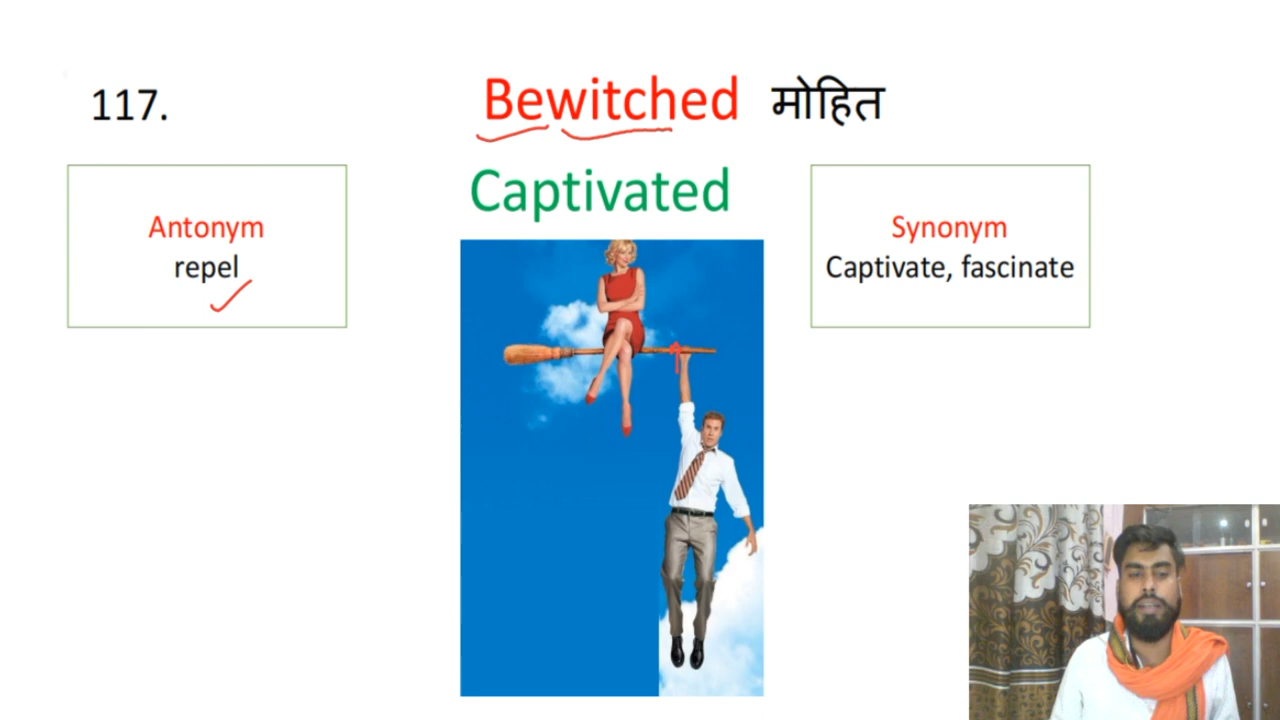 117.
Bewitched मोहित
Captivated
Antonym
repel
Synonym
Captivate, fascinate